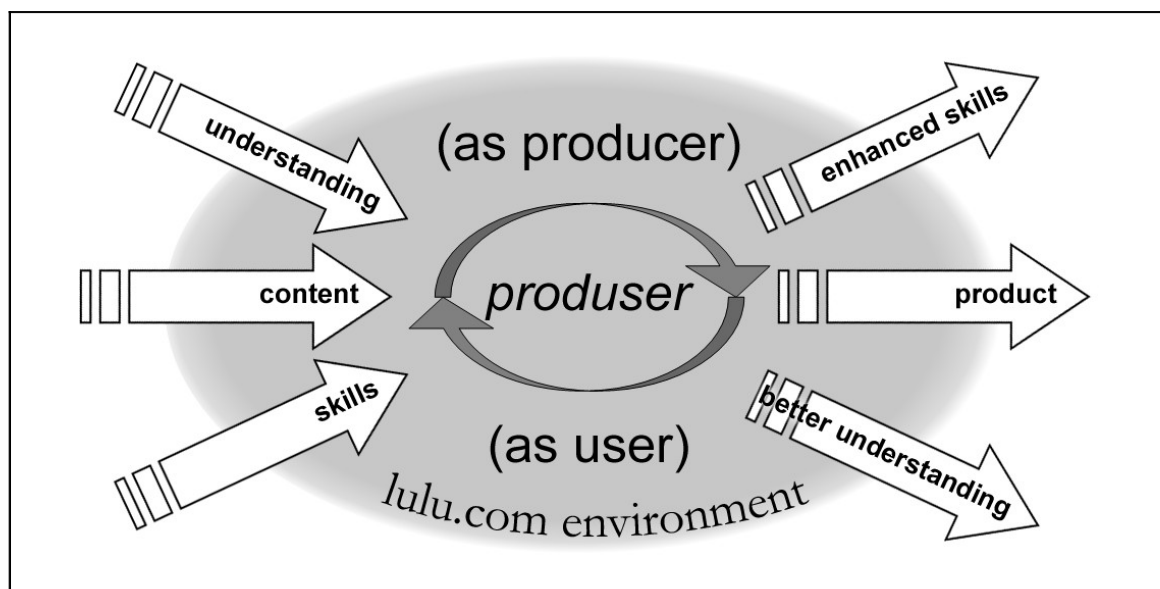 understanding
(as producer)
enhanced skills
content
produser
product
skills
(as user)
better understanding
lulu.com environment